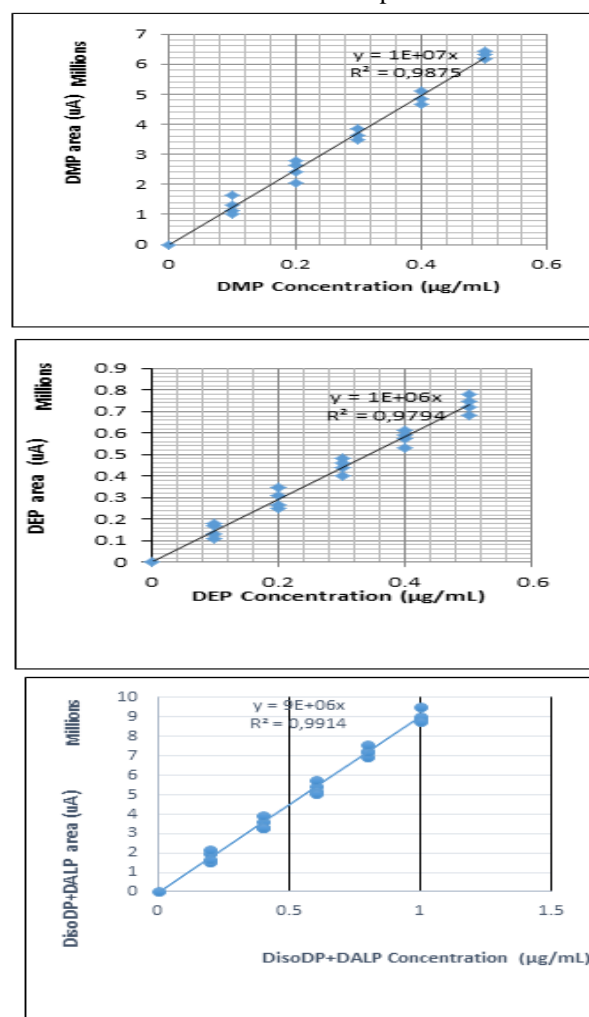 y = 1E+07x
R² = 0,9875
DMP area (uA) Millions
7
6
5
4
3
2
1
0
0 0.2 0.4 0.6
DMP Concentration (µg/mL)
y = 1E+06x
R² = 0,9794
DEP area (uA) Millions
0.9
0.8
0.7
0.6
0.5
0.4
0.3
0.2
0.1
0
0 0.2 0.4 0.6
DEP Concentration (µg/mL)
y = 9E+06x
R² = 0,9914
DisoDP+DALP area (uA) Millions
10
9
8
7
6
5
4
3
2
1
0
0 0.5 1 1.5
DisoDP+DALP Concentration (µg/mL)